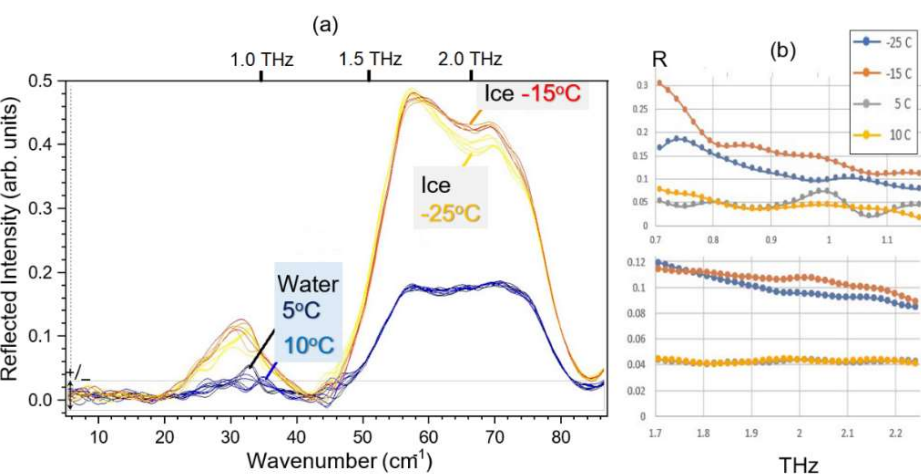 (a)
1.0 THz 1.5 THz 2.0 THz
Reflected Intensity (arb. units)
0.5
0.4
0.3
0.2
0.1
0.0
+/_
Ice -15°C
Ice
-25°C
Water
5°C
10°C
10 20 30 40 50 60 70 80
Wavenumber (cm⁻¹)
(b)
R
-25 C
-15 C
5 C
10 C
0.3
0.25
0.2
0.15
0.1
0.05
0
0.7 0.8 0.9 1 1.1
0.12
0.1
0.08
0.06
0.04
0.02
0
1.7 1.8 1.9 2 2.1 2.2
THz